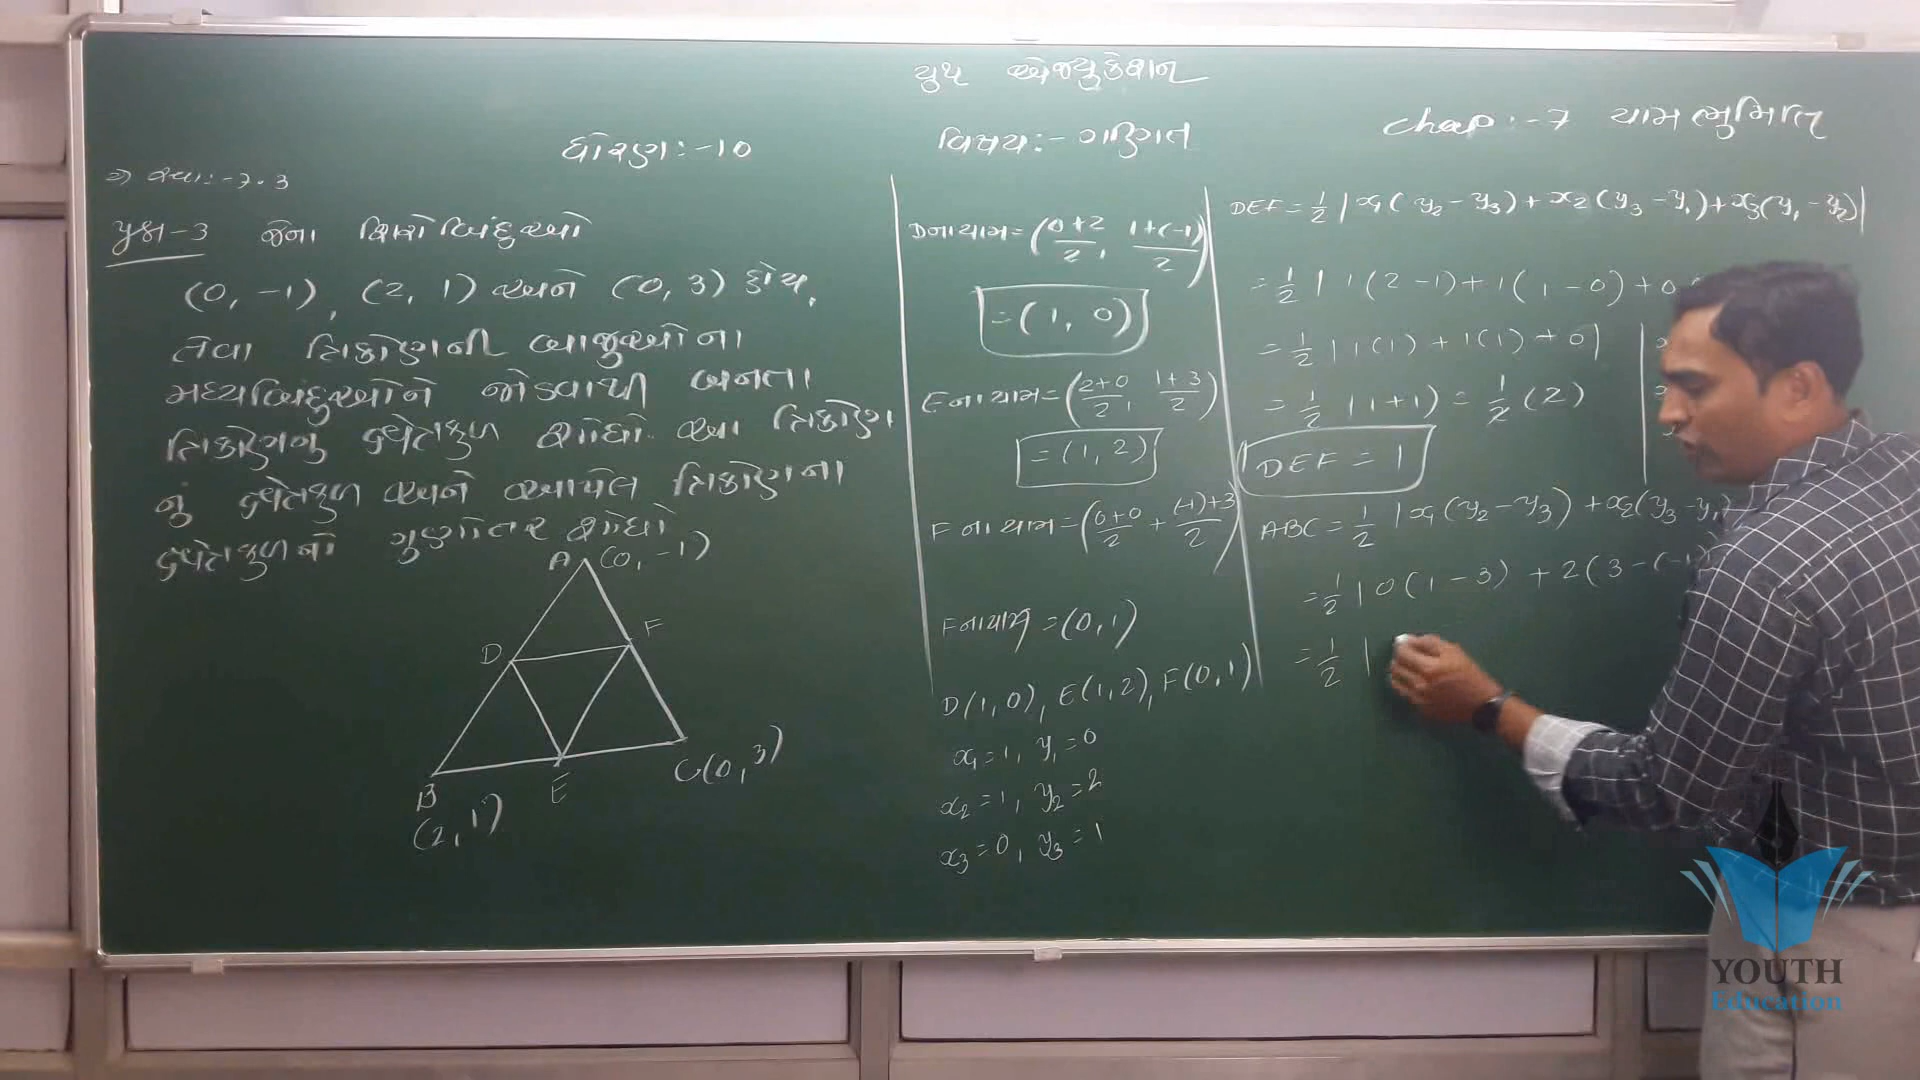 યુથ એજ્યુકેશન
ધોરણ:-10
વિષય:- ગણિત
chap:-7 યામ ભૂમિતિ
⇒ સ્વા:-7.3
પ્રશ્ન-3 જેના શિરોબિંદુઓ
(0, -1), (2, 1) અને (0, 3) હોય,
તેવા ત્રિકોણની બાજુઓના
મધ્યબિંદુઓને જોડવાથી બનતા
ત્રિકોણનુ ક્ષેત્રફળ શોધો. આ ત્રિકોણ
નું ક્ષેત્રફળ અને આપેલ ત્રિકોણના
ક્ષેત્રફળનો ગુણોત્તર શોધો
A (0, -1)
D
F
B
(2, 1)
E
C(0, 3)
D ના યામ = (0+2/2, 1+(-1)/2)
= (1, 0)
E ના યામ = (2+0/2, 1+3/2)
= (1, 2)
F ના યામ = (0+0/2 + (-1)+3/2)
F ના યામ = (0, 1)
D(1, 0), E(1, 2), F(0, 1)
x₁=1, y₁=0
x₂=1, y₂=2
x₃=0, y₃=1
DEF = 1/2 |x₁(y₂-y₃)+x₂(y₃-y₁)+x₃(y₁-y₂)|
= 1/2 |1(2-1)+1(1-0)+0
= 1/2 |1(1)+1(1)+0|
= 1/2 |1+1| = 1/2 (2)
DEF = 1
ABC = 1/2 |x₁(y₂-y₃)+x₂(y₃-y₁)
= 1/2 |0(1-3)+2(3-(-1)
= 1/2 |
YOUTH
Education